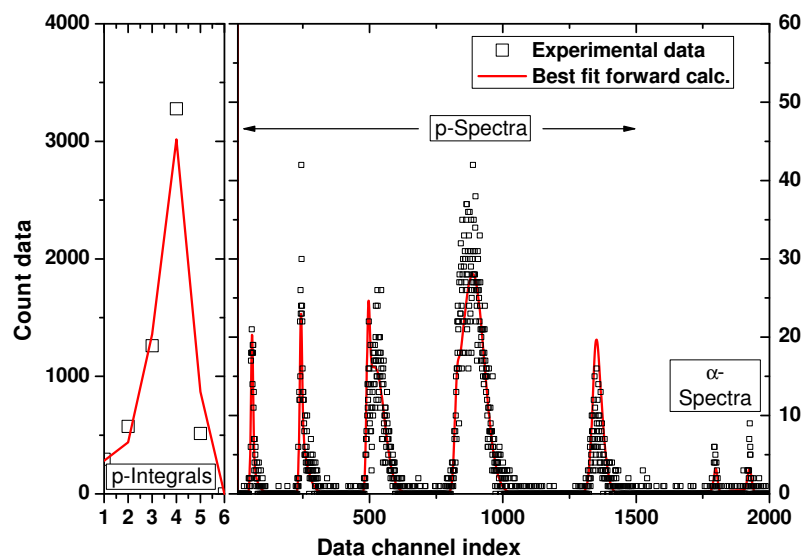 4000
3000
2000
1000
0
Count data
1 2 3 4 5 6
p-Integrals
Experimental data
Best fit forward calc.
p-Spectra
α-
Spectra
60
50
40
30
20
10
0
500 1000 1500 2000
Data channel index